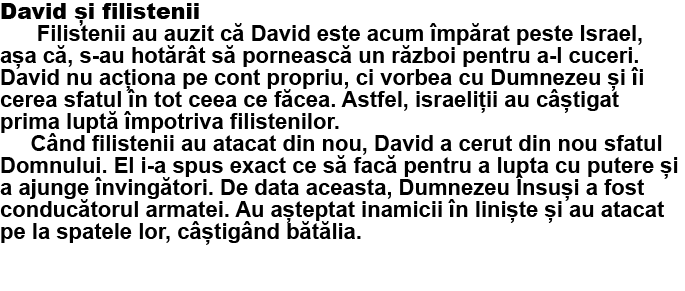 David și filistenii
Filistenii au auzit că David este acum împărat peste Israel,
așa că, s-au hotărât să pornească un război pentru a-l cuceri.
David nu acționa pe cont propriu, ci vorbea cu Dumnezeu și îi
cerea sfatul în tot ceea ce făcea. Astfel, israeliții au câștigat
prima luptă împotriva filistenilor.
Când filistenii au atacat din nou, David a cerut din nou sfatul
Domnului. El i-a spus exact ce să facă pentru a lupta cu putere și
a ajunge învingători. De data aceasta, Dumnezeu Însuși a fost
conducătorul armatei. Au așteptat inamicii în liniște și au atacat
pe la spatele lor, câștigând bătălia.